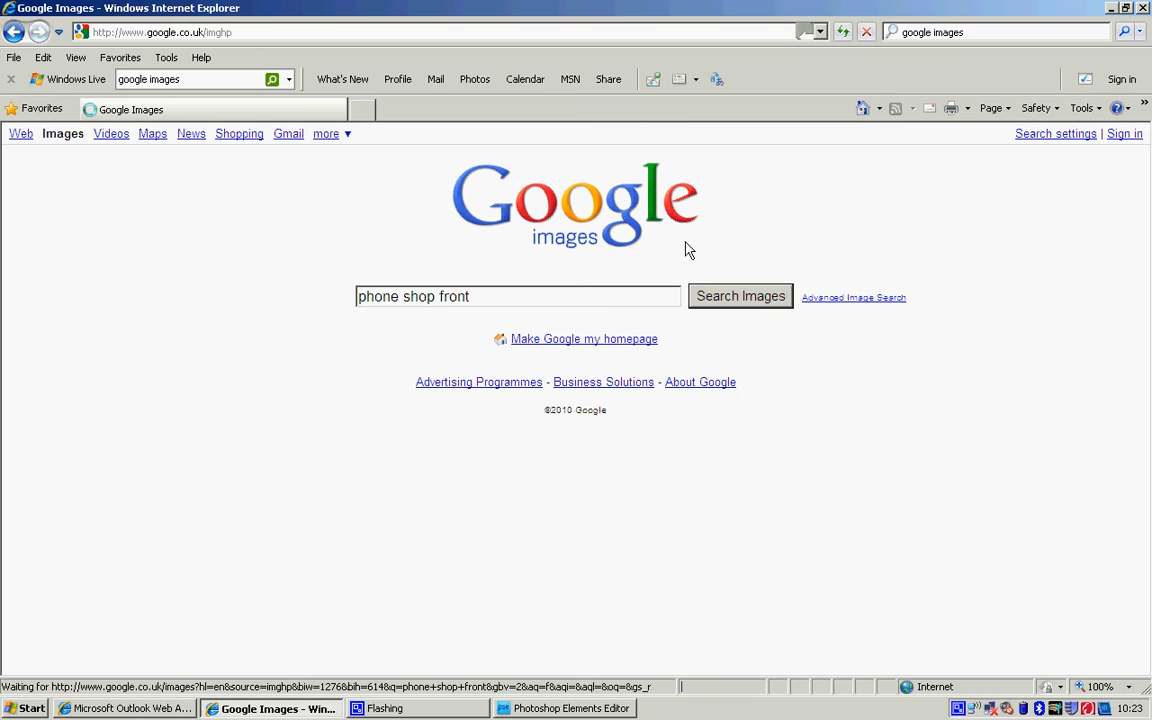 Google Images - Windows Internet Explorer
http://www.google.co.uk/imghp
google images
File Edit View Favorites Tools Help
Windows Live google images What's New Profile Mail Photos Calendar MSN Share Sign in
Favorites Google Images Page Safety Tools
Web Images Videos Maps News Shopping Gmail more Search settings | Sign in
Google
images
phone shop front Search Images Advanced Image Search
Make Google my homepage
Advertising Programmes - Business Solutions - About Google
©2010 Google
Waiting for http://www.google.co.uk/images?hl=en&source=imghp&biw=1276&bih=614&q=phone+shop+front&gbv=2&aq=f&aqi=&aql=&oq=&gs_r Internet 100%
Start Microsoft Outlook Web A... Google Images - Win... Flashing Photoshop Elements Editor 10:23